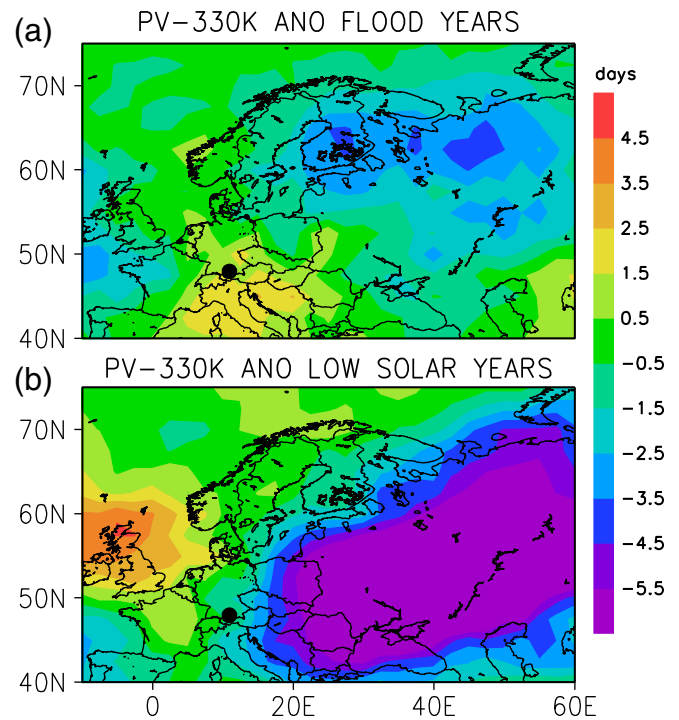 (a) PV-330K ANO FLOOD YEARS
70N
60N
50N
40N
(b) PV-330K ANO LOW SOLAR YEARS
70N
60N
50N
40N
0 20E 40E 60E
days
4.5
3.5
2.5
1.5
0.5
-0.5
-1.5
-2.5
-3.5
-4.5
-5.5